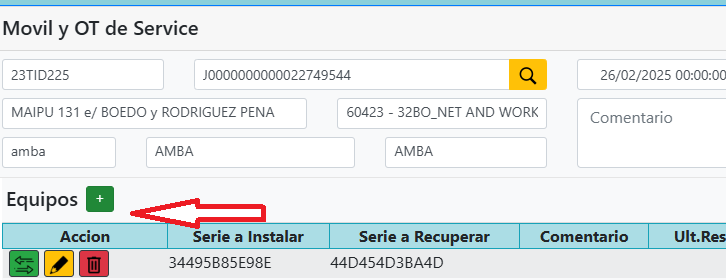 Movil y OT de Service
23TID225 J0000000000022749544 26/02/2025 00:00:00
MAIPU 131 e/ BOEDO y RODRIGUEZ PENA 60423 - 32BO_NET AND WORK Comentario
amba AMBA AMBA
Equipos +
Accion Serie a Instalar Serie a Recuperar Comentario Ult.Res
34495B85E98E 44D454D3BA4D